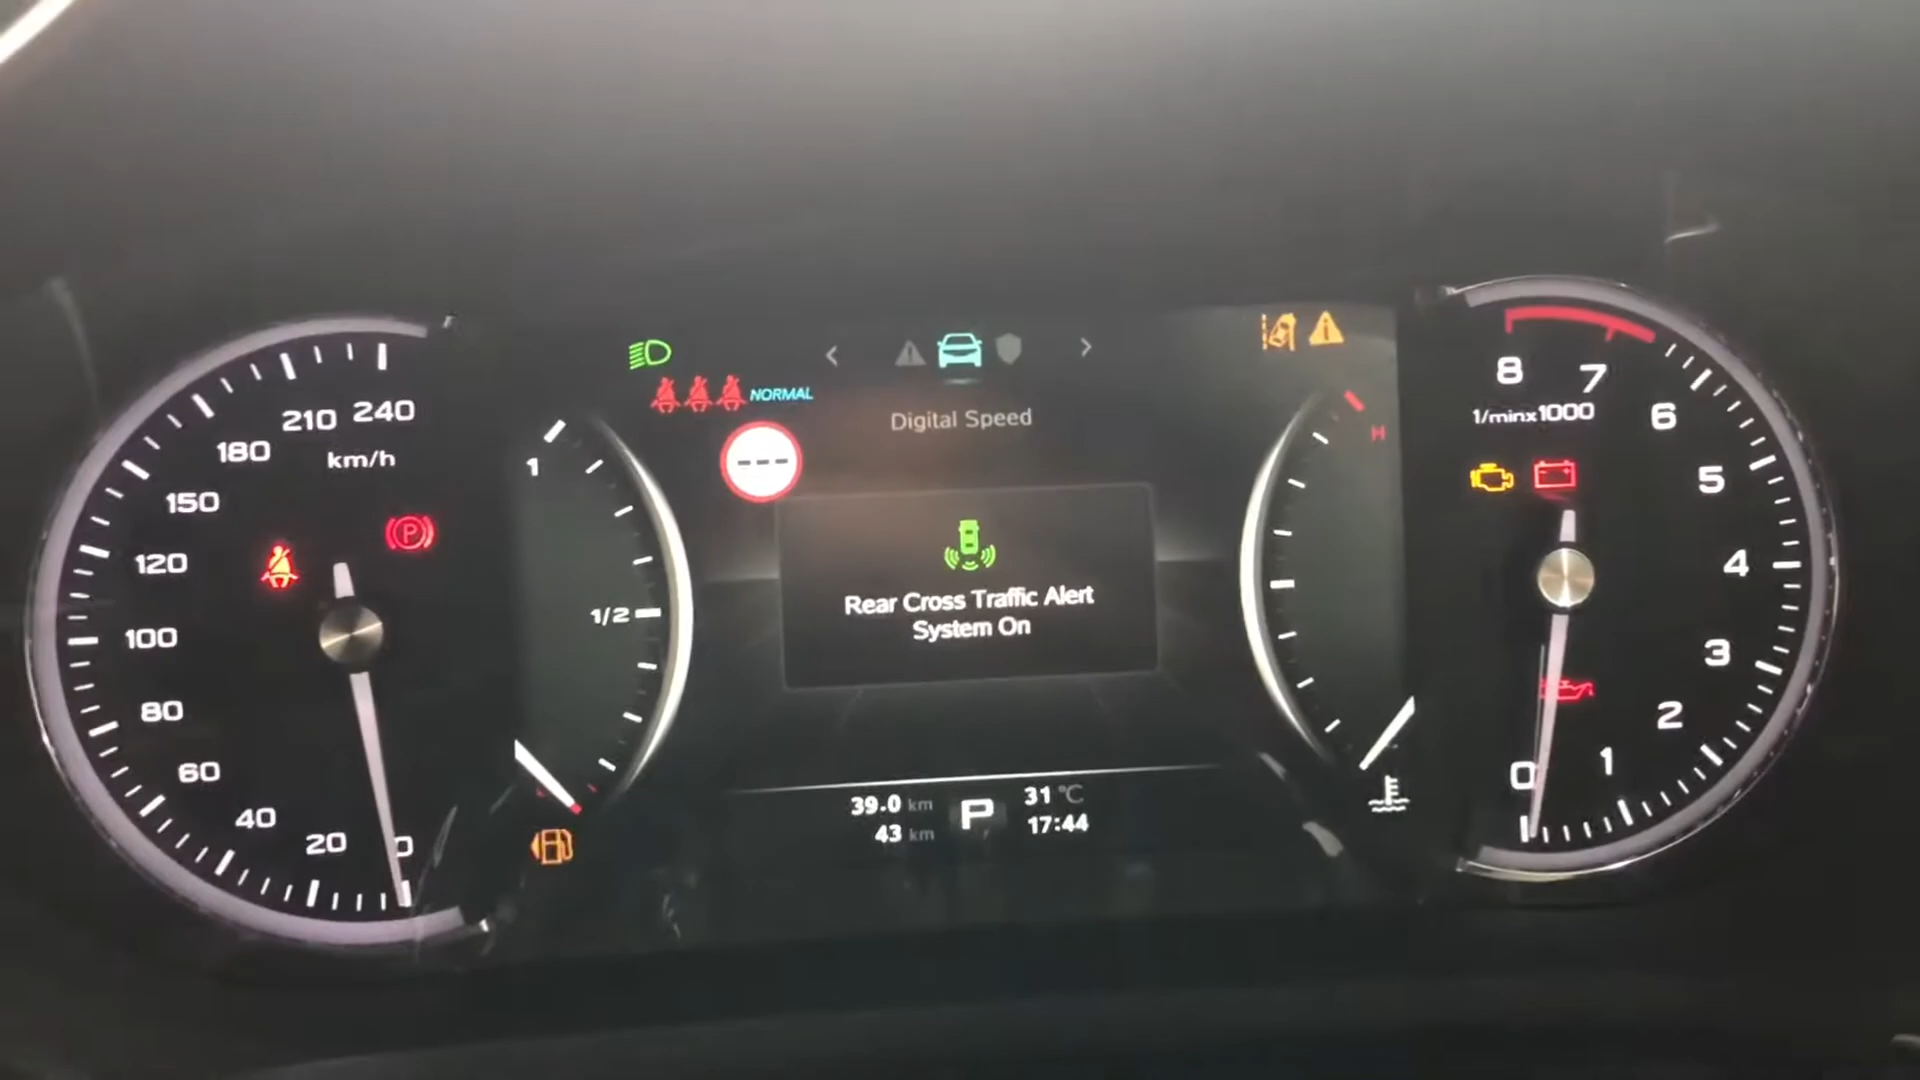 240
210
180
150
120
100
80
60
40
20
0
km/h
P
1
1/2
NORMAL
---
Digital Speed
Rear Cross Traffic Alert
System On
39.0 km
43 km
P
31 °C
17:44
H
8
7
6
5
4
3
2
1
0
1/minx1000